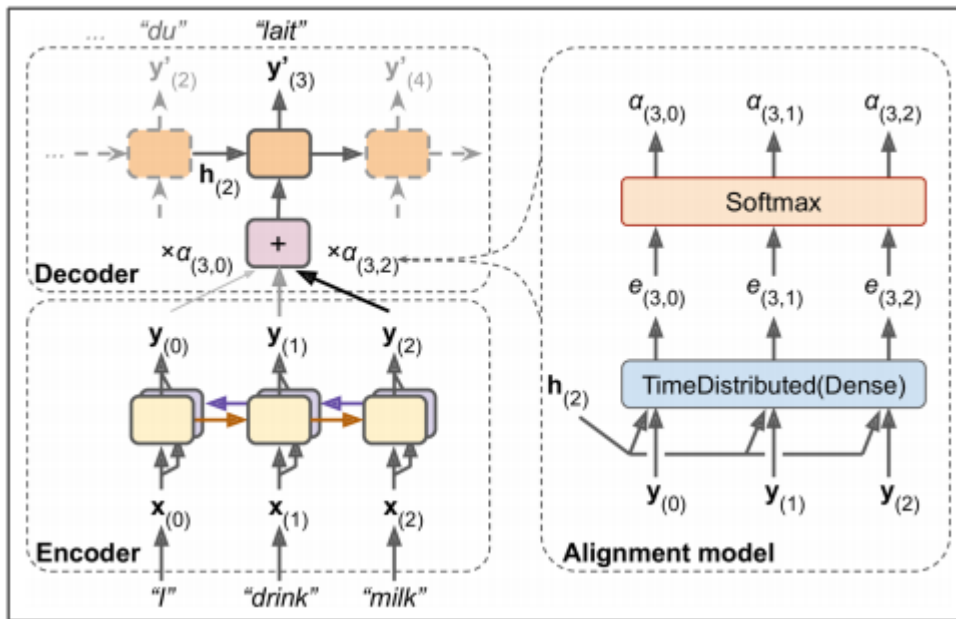 ... “du” “lait”
y’(2) y’(3) y’(4)
...
h(2)
+
×α(3,0) ×α(3,2)
Decoder
y(0) y(1) y(2)
x(0) x(1) x(2)
Encoder
“I” “drink” “milk”
α(3,0) α(3,1) α(3,2)
Softmax
e(3,0) e(3,1) e(3,2)
TimeDistributed(Dense)
h(2)
y(0) y(1) y(2)
Alignment model